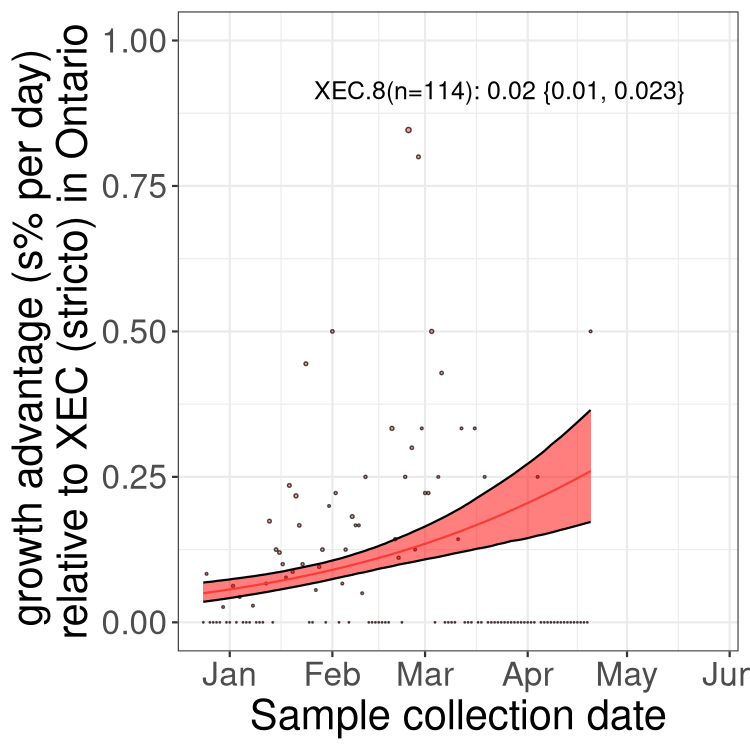 growth advantage (s% per day)
relative to XEC (stricto) in Ontario
1.00
0.75
0.50
0.25
0.00
XEC.8(n=114): 0.02 {0.01, 0.023}
Jan Feb Mar Apr May Jur
Sample collection date